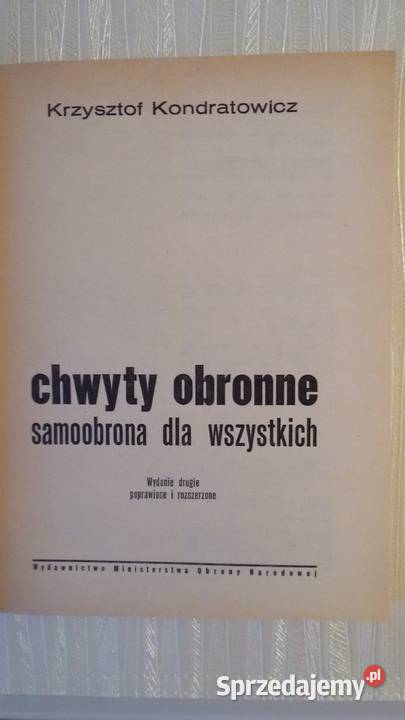 Krzysztof Kondratowicz
chwyty obronne
samoobrona dla wszystkich
Wydanie drugie
poprawione i rozszerzone
Wydawnictwo Ministerstwa Obrony Narodowej
Sprzedajemy.pl